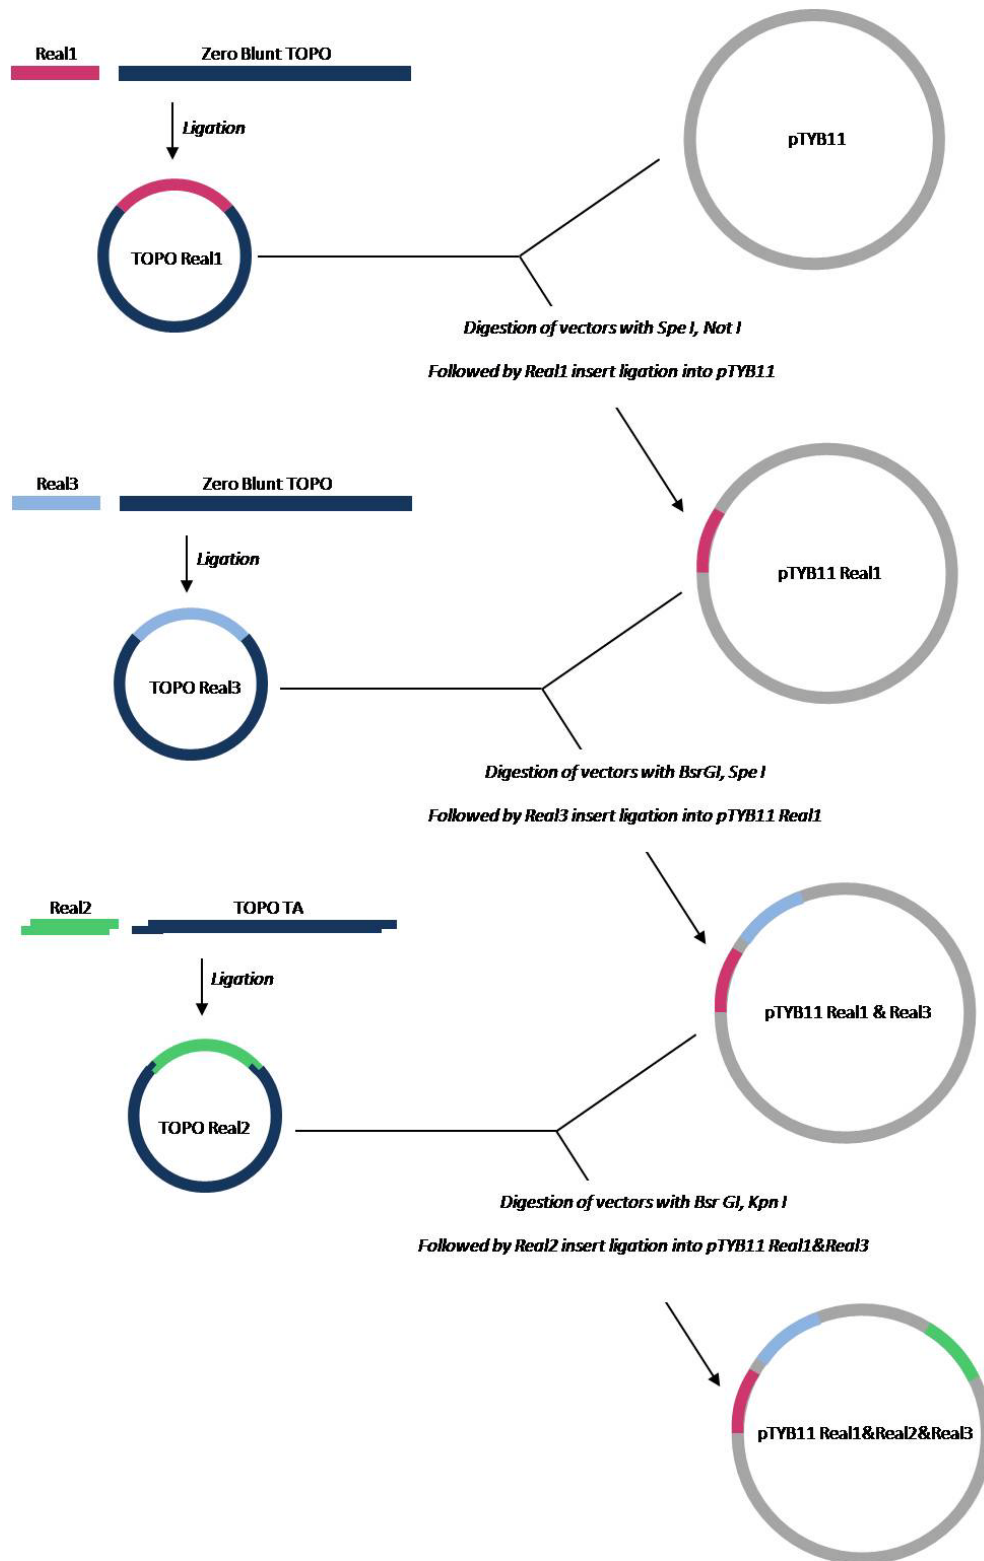 Real1
Zero Blunt TOPO
Ligation
pTYB11
TOPO Real1
Digestion of vectors with Spe I, Not I
Followed by Real1 insert ligation into pTYB11
Real3
Zero Blunt TOPO
Ligation
pTYB11 Real1
TOPO Real3
Digestion of vectors with BsrGI, Spe I
Followed by Real3 insert ligation into pTYB11 Real1
Real2
TOPO TA
Ligation
pTYB11 Real1 & Real3
TOPO Real2
Digestion of vectors with Bsr GI, Kpn I
Followed by Real2 insert ligation into pTYB11 Real1&Real3
pTYB11 Real1&Real2&Real3